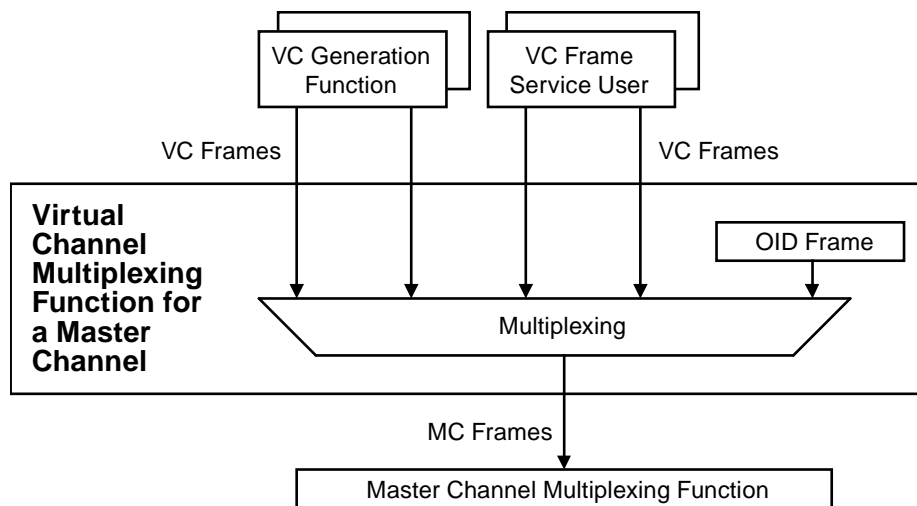 VC Generation
Function
VC Frame
Service User
VC Frames
VC Frames
Virtual
Channel
Multiplexing
Function for
a Master
Channel
OID Frame
Multiplexing
MC Frames
Master Channel Multiplexing Function